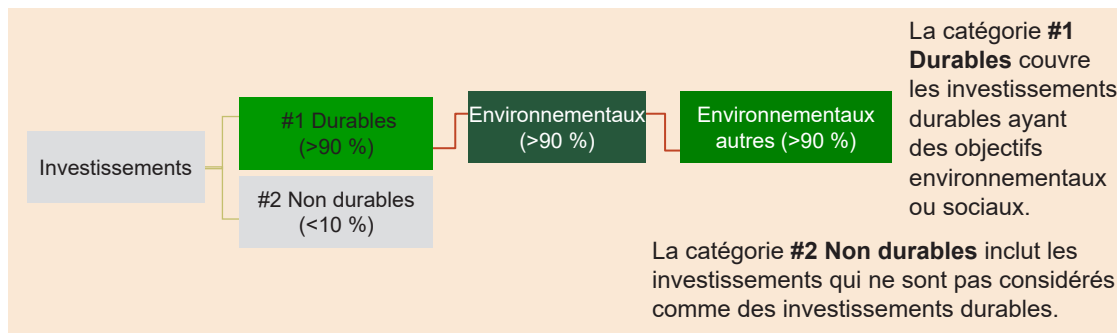 Investissements
#1 Durables
(>90 %)
#2 Non durables
(<10 %)
Environnementaux
(>90 %)
Environnementaux
autres (>90 %)
La catégorie #1
Durables couvre
les investissements
durables ayant
des objectifs
environnementaux
ou sociaux.
La catégorie #2 Non durables inclut les
investissements qui ne sont pas considérés
comme des investissements durables.